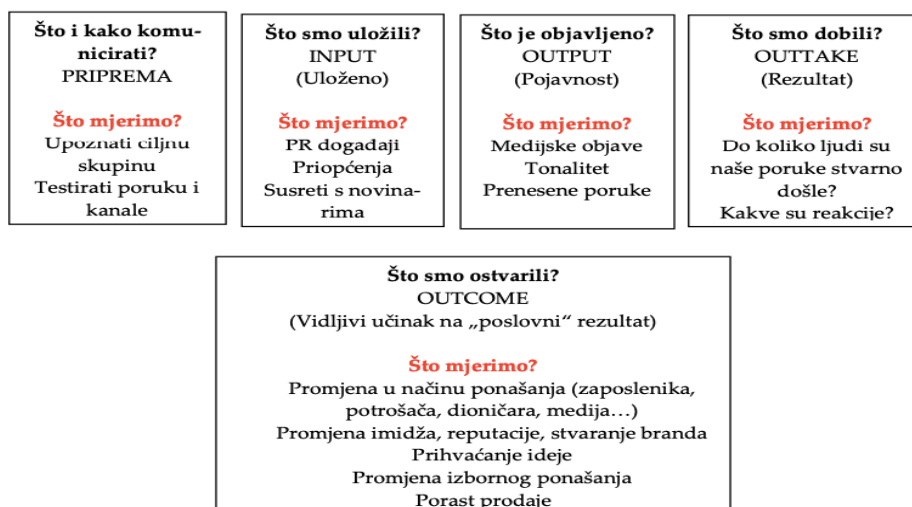 Što i kako komu-
nicirati?
PRIPREMA
Što mjerimo?
Upoznati ciljnu
skupinu
Testirati poruku i
kanale
Što smo uložili?
INPUT
(Uloženo)
Što mjerimo?
PR događaji
Priopćenja
Susreti s novina-
rima
Što je objavljeno?
OUTPUT
(Pojavnost)
Što mjerimo?
Medijske objave
Tonalitet
Prenesene poruke
Što smo dobili?
OUTTAKE
(Rezultat)
Što mjerimo?
Do koliko ljudi su
naše poruke stvarno
došle?
Kakve su reakcije?
Što smo ostvarili?
OUTCOME
(Vidljivi učinak na „poslovni“ rezultat)
Što mjerimo?
Promjena u načinu ponašanja (zaposlenika,
potrošača, dioničara, medija…)
Promjena imidža, reputacije, stvaranje branda
Prihvaćanje ideje
Promjena izbornog ponašanja
Porast prodaje